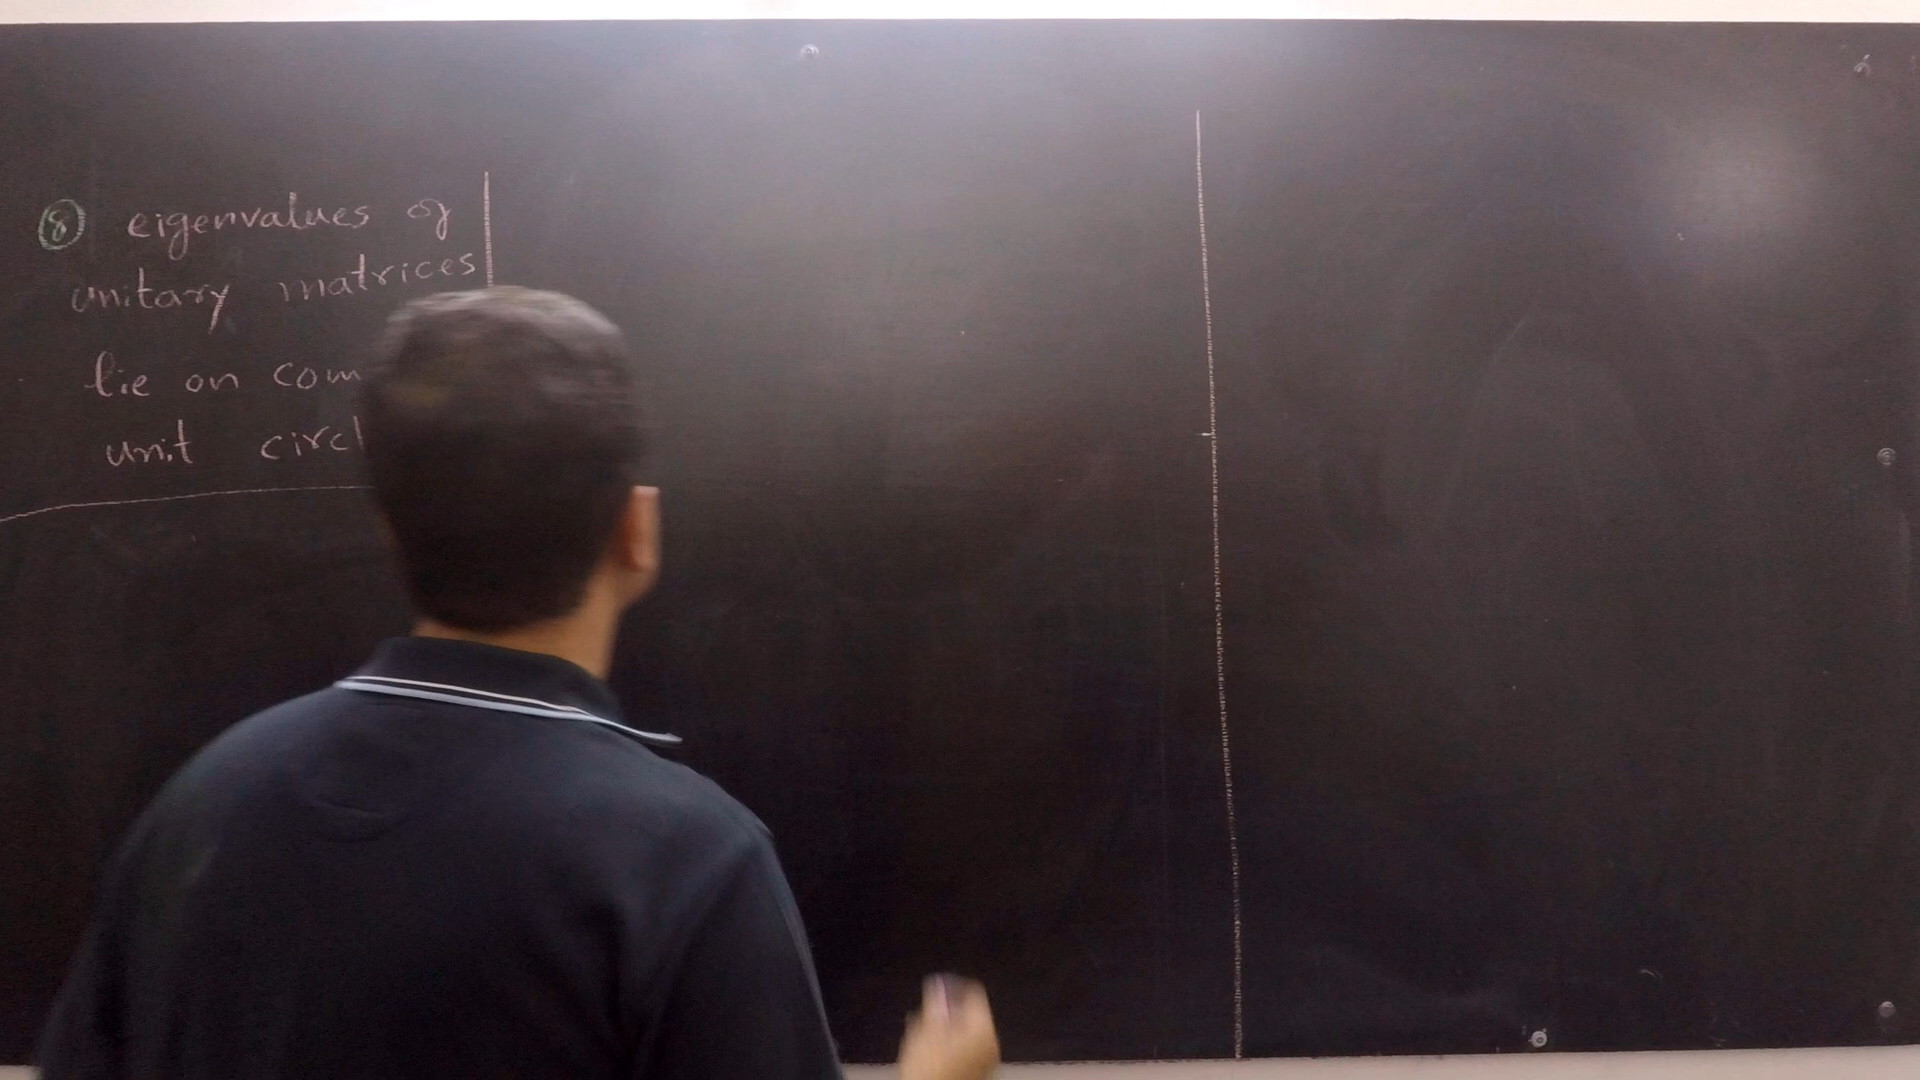 ⑧ eigenvalues of
unitary matrices
lie on com
unit circl